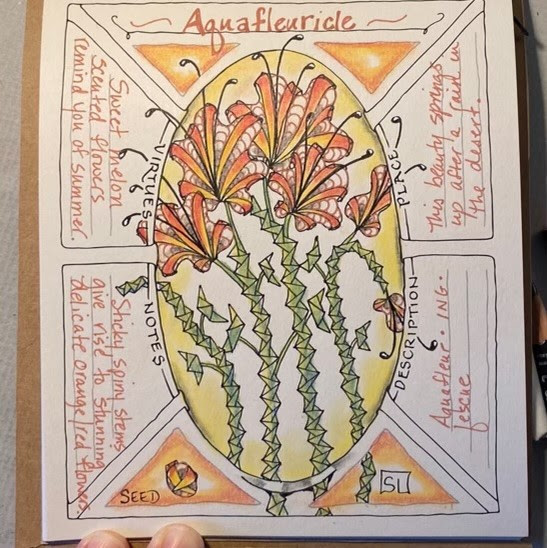 Aquafleuricle
Sweet melon
scented flowers
remind you of summer.
VIRTUES
PLACE
This beauty springs
up after a rain in
the desert.
NOTES
Sticky spiny stems
give rise to stunning
delicate orange/red flowers
DESCRIPTION
Aquafleur · ING.
fescue
SEED
SL